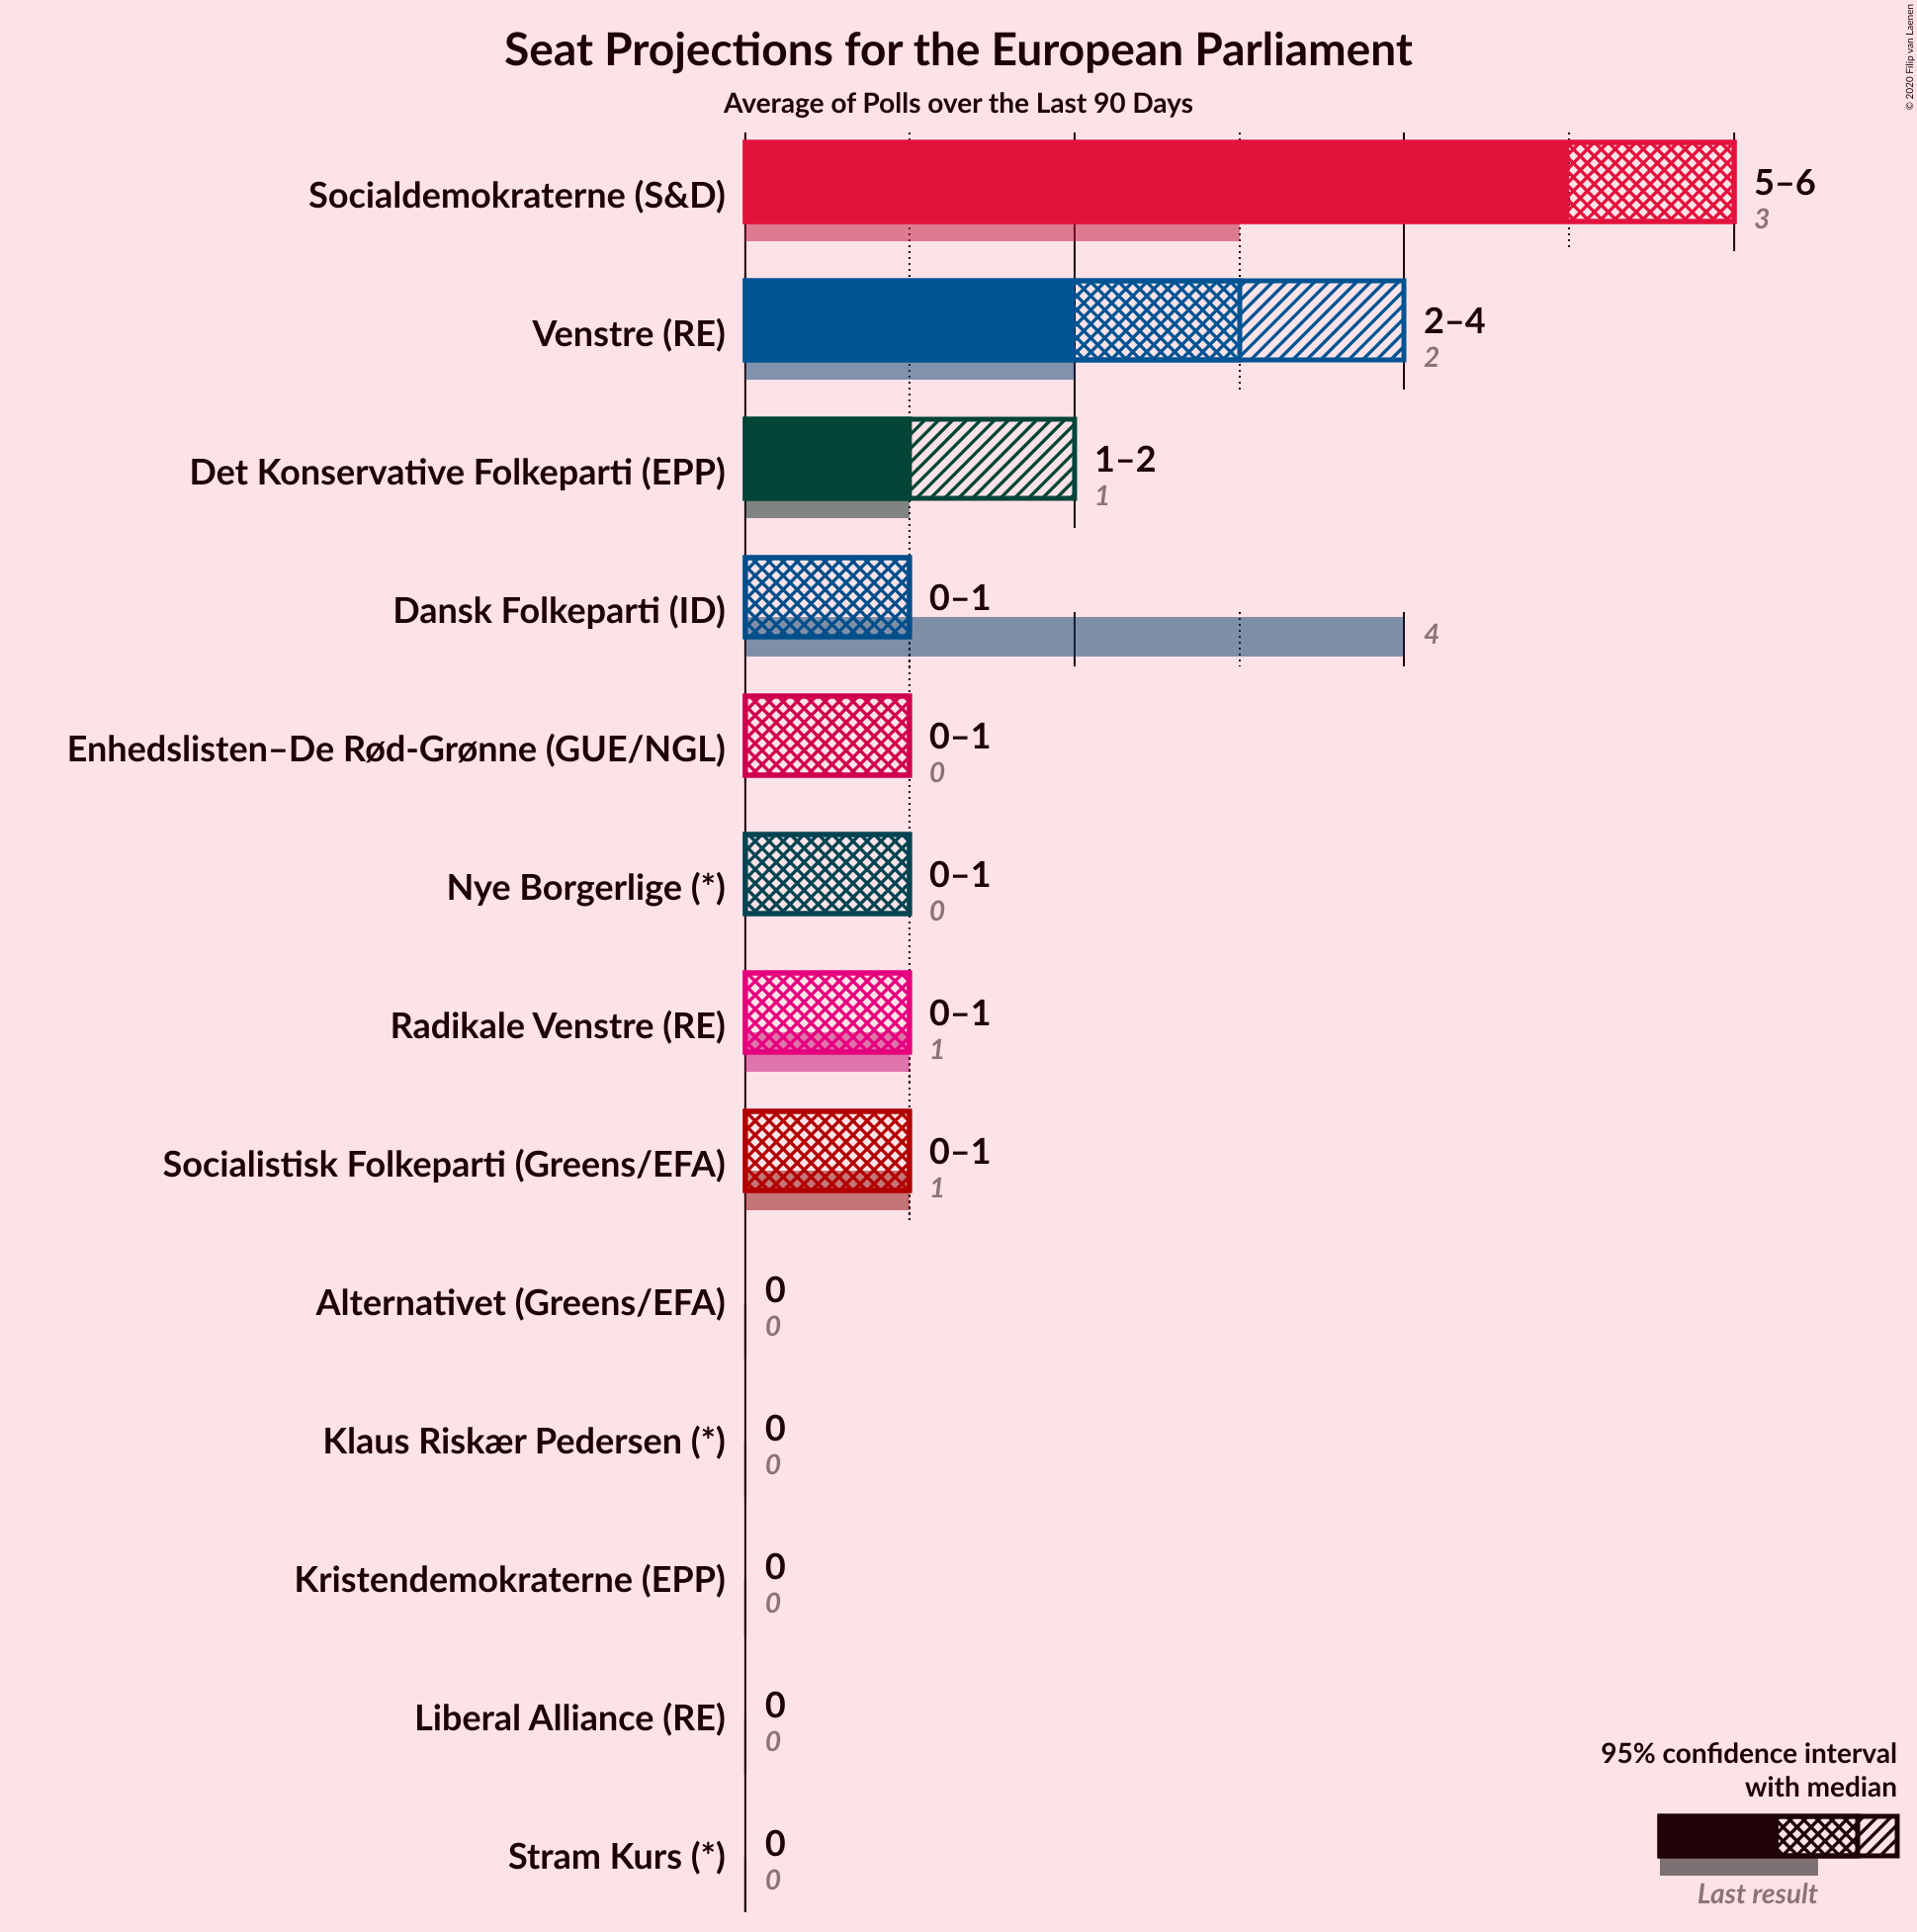 Seat Projections for the European Parliament
Average of Polls over the Last 90 Days
© 2020 Filip van Laenen
Socialdemokraterne (S&D)
5–6
3
Venstre (RE)
2–4
2
Det Konservative Folkeparti (EPP)
1–2
1
Dansk Folkeparti (ID)
0–1
4
Enhedslisten–De Rød-Grønne (GUE/NGL)
0–1
0
Nye Borgerlige (*)
0–1
0
Radikale Venstre (RE)
0–1
1
Socialistisk Folkeparti (Greens/EFA)
0–1
1
Alternativet (Greens/EFA)
0
0
Klaus Riskær Pedersen (*)
0
0
Kristendemokraterne (EPP)
0
0
Liberal Alliance (RE)
0
0
Stram Kurs (*)
0
0
95% confidence interval
with median
Last result